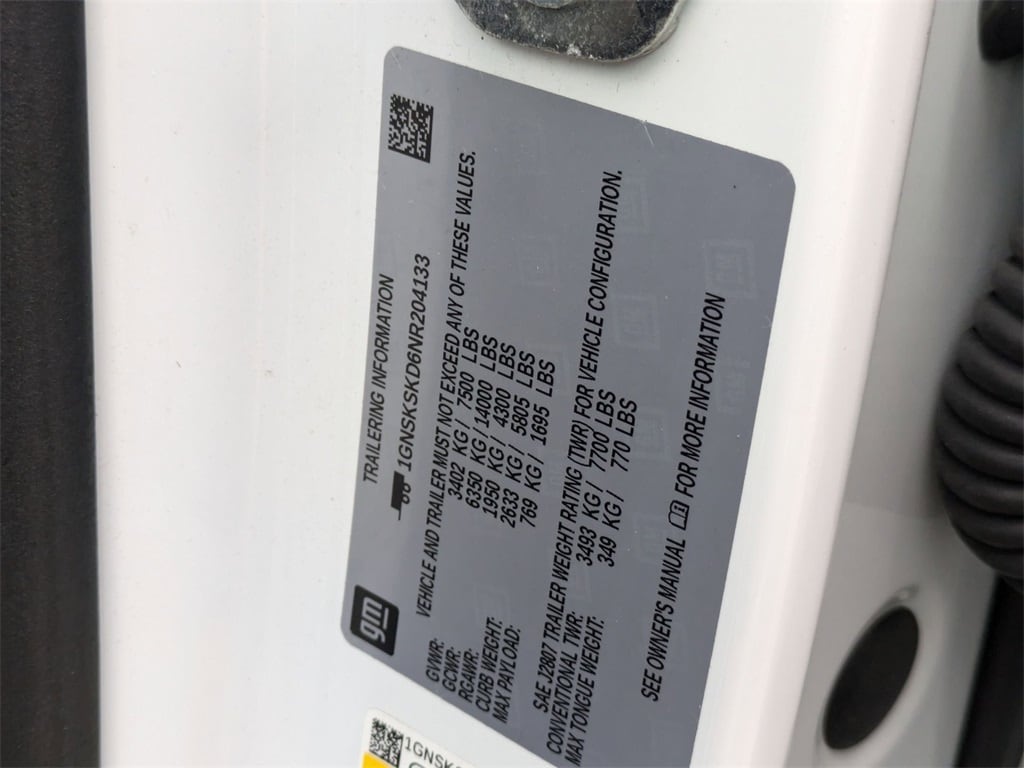 TRAILERING INFORMATION
gm
1GNSKSKD6NR204133
VEHICLE AND TRAILER MUST NOT EXCEED ANY OF THESE VALUES.
GVWR: 3402 KG / 7500 LBS
GCWR: 6350 KG / 14000 LBS
RGAWR: 1950 KG / 4300 LBS
CURB WEIGHT: 2633 KG / 5805 LBS
MAX PAYLOAD: 769 KG / 1695 LBS
SAE J2807 TRAILER WEIGHT RATING (TWR) FOR VEHICLE CONFIGURATION.
CONVENTIONAL TWR: 3493 KG / 7700 LBS
MAX TONGUE WEIGHT: 349 KG / 770 LBS
SEE OWNER'S MANUAL FOR MORE INFORMATION
1GNSK